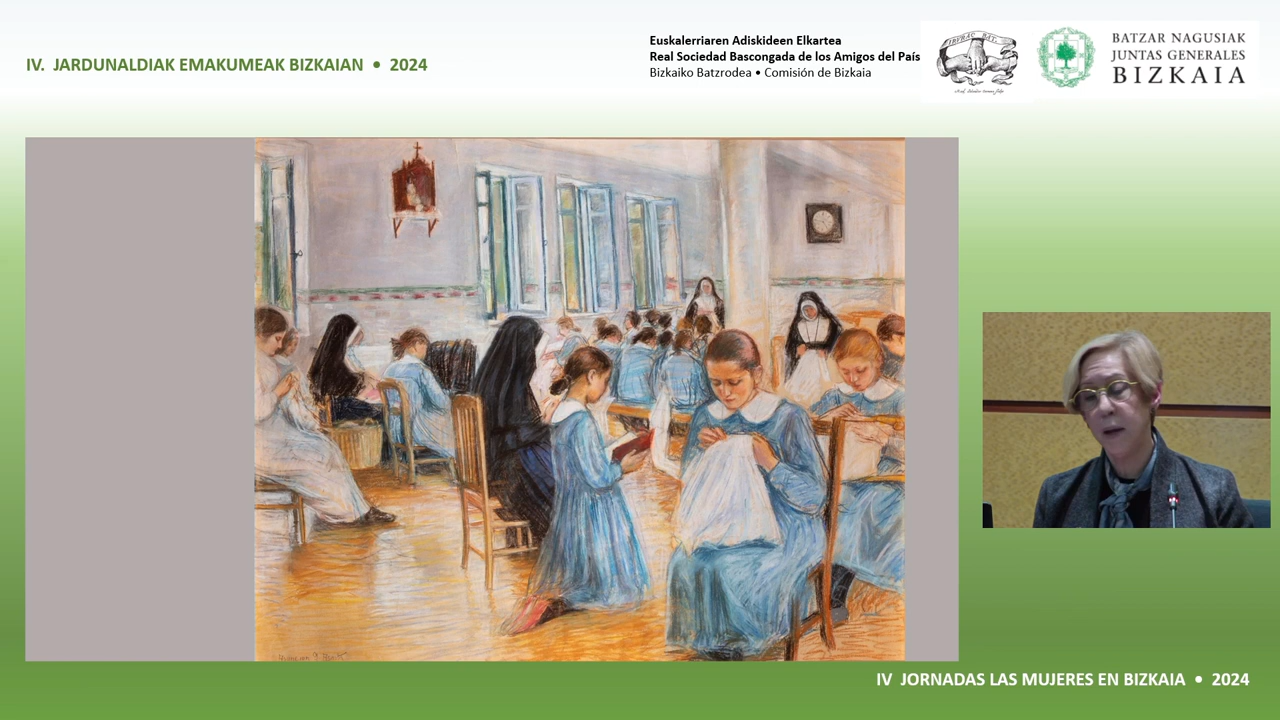 IV. JARDUNALDIAK EMAKUMEAK BIZKAIAN • 2024
Euskalerriaren Adiskideen Elkartea
Real Sociedad Bascongada de los Amigos del País
Bizkaiko Batzrodea • Comisión de Bizkaia
BATZAR NAGUSIAK
JUNTAS GENERALES
BIZKAIA
IV JORNADAS LAS MUJERES EN BIZKAIA • 2024